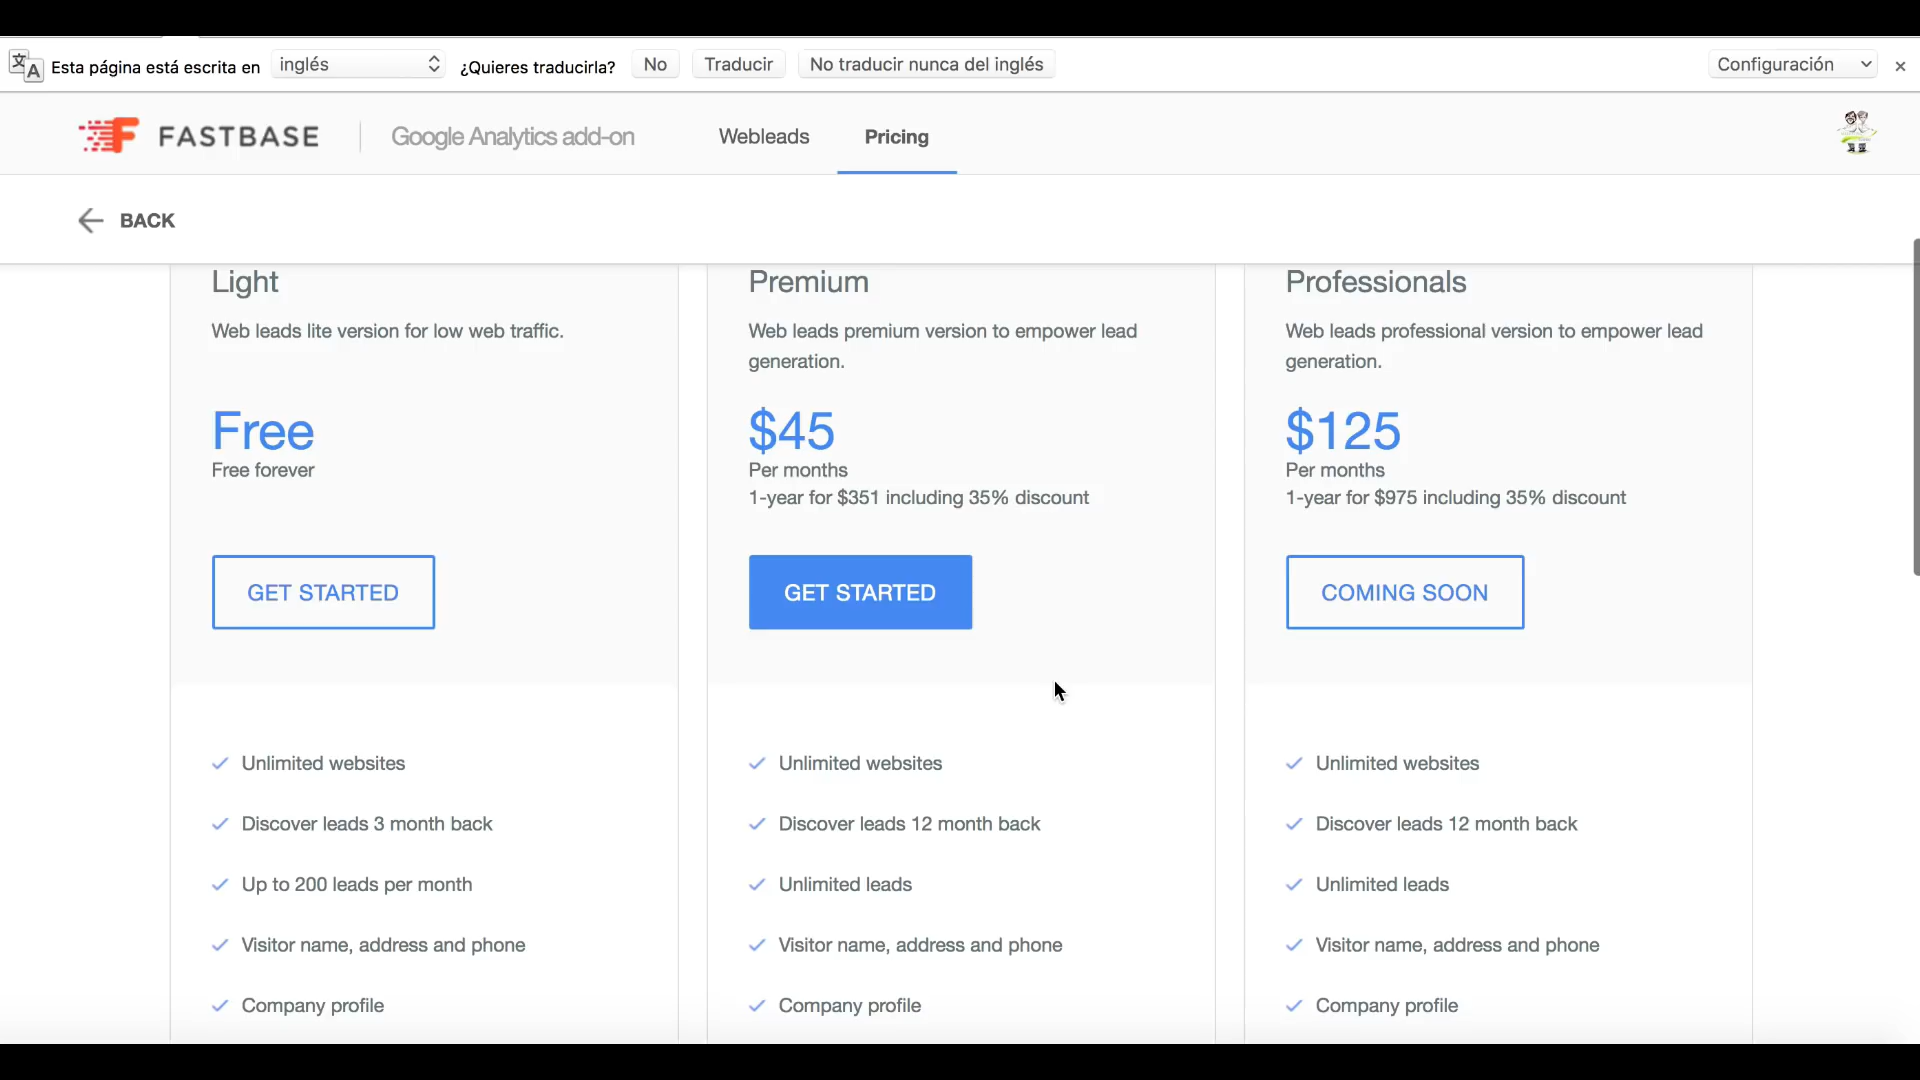 Esta página está escrita en inglés ¿Quieres traducirla? No Traducir No traducir nunca del inglés Configuración
FASTBASE Google Analytics add-on Webleads Pricing
BACK
Light
Web leads lite version for low web traffic.
Free
Free forever
GET STARTED
Unlimited websites
Discover leads 3 month back
Up to 200 leads per month
Visitor name, address and phone
Company profile
Premium
Web leads premium version to empower lead
generation.
$45
Per months
1-year for $351 including 35% discount
GET STARTED
Unlimited websites
Discover leads 12 month back
Unlimited leads
Visitor name, address and phone
Company profile
Professionals
Web leads professional version to empower lead
generation.
$125
Per months
1-year for $975 including 35% discount
COMING SOON
Unlimited websites
Discover leads 12 month back
Unlimited leads
Visitor name, address and phone
Company profile